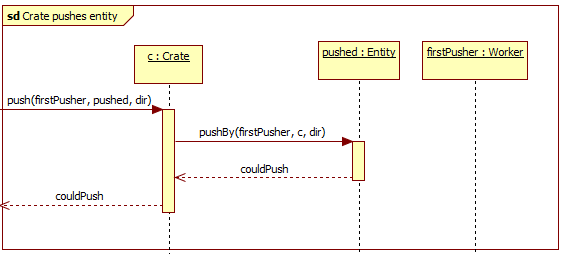 sd Crate pushes entity
c : Crate
pushed : Entity
firstPusher : Worker
push(firstPusher, pushed, dir)
pushBy(firstPusher, c, dir)
couldPush
couldPush